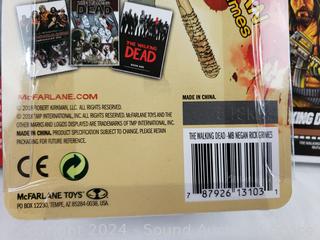 THE WALKING
DEAD
MCFARLANE.COM
© 2018 ROBERT KIRKMAN, LLC. ALL RIGHTS RESERVED.
© 2018 TMP INTERNATIONAL, INC. ALL RIGHTS RESERVED. McFARLANE TOYS AND THE
OTHER MARKS AND LOGOS DISPLAYED ARE TRADEMARKS OF TMP INTERNATIONAL, INC.
MADE IN CHINA. PRODUCT SPECIFICATION SUBJECT TO CHANGE. PLEASE RETAIN
PACKAGING FOR FUTURE REFERENCE.
CE
McFARLANE TOYS
PO BOX 12230, TEMPE, AZ 85284-0038, USA
MADE IN CHINA.
THE WALKING DEAD -MB NEGAN RICK GRIMES
7 87926 13103 1
KING D
2024 - Sound